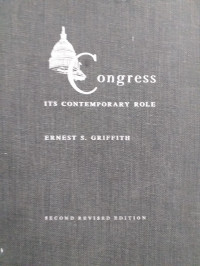 Congress
ITS CONTEMPORARY ROLE
ERNEST S. GRIFFITH
SECOND REVISED EDITION